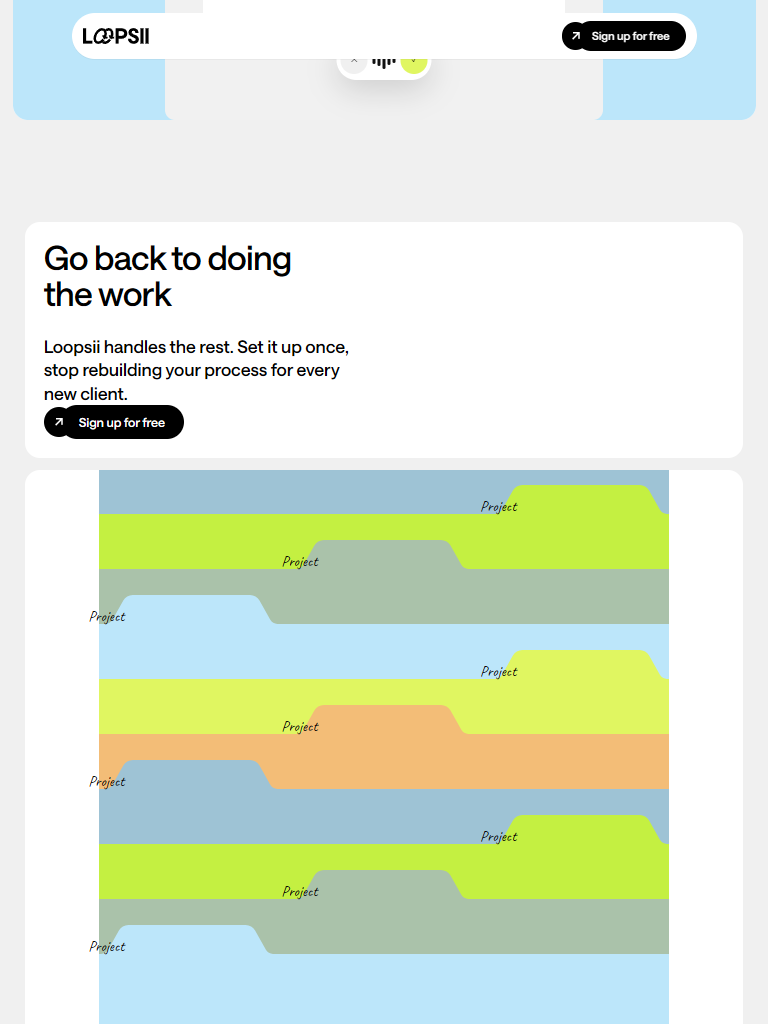 LOOPSII
Sign up for free
Go back to doing
the work
Loopsii handles the rest. Set it up once,
stop rebuilding your process for every
new client.
Sign up for free
Project
Project
Project
Project
Project
Project
Project
Project
Project